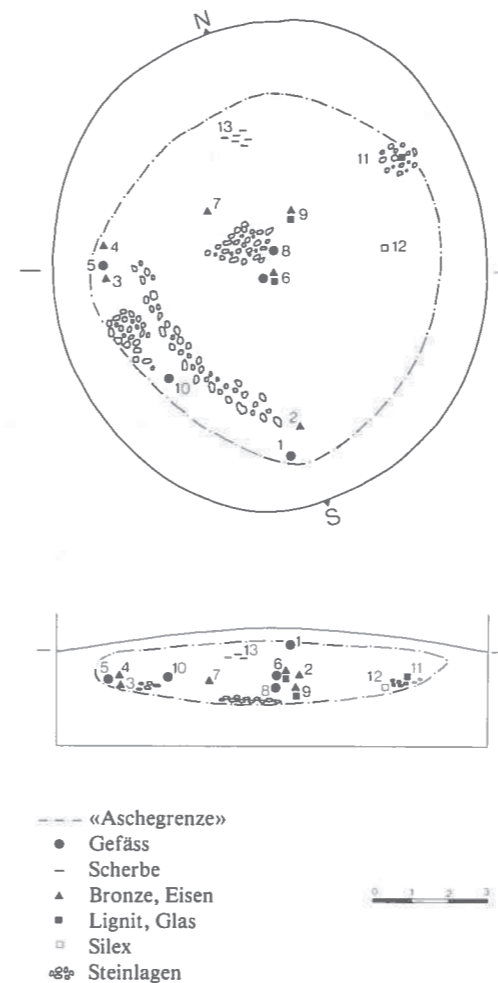 N
13
11
7
9
4
8
12
5
3
6
10
2
1
S
1
13
5
4
10
6
2
11
3
7
12
8
9
«Aschegrenze»
Gefäss
Scherbe
Bronze, Eisen
Lignit, Glas
Silex
Steinlagen
0 1 2 3